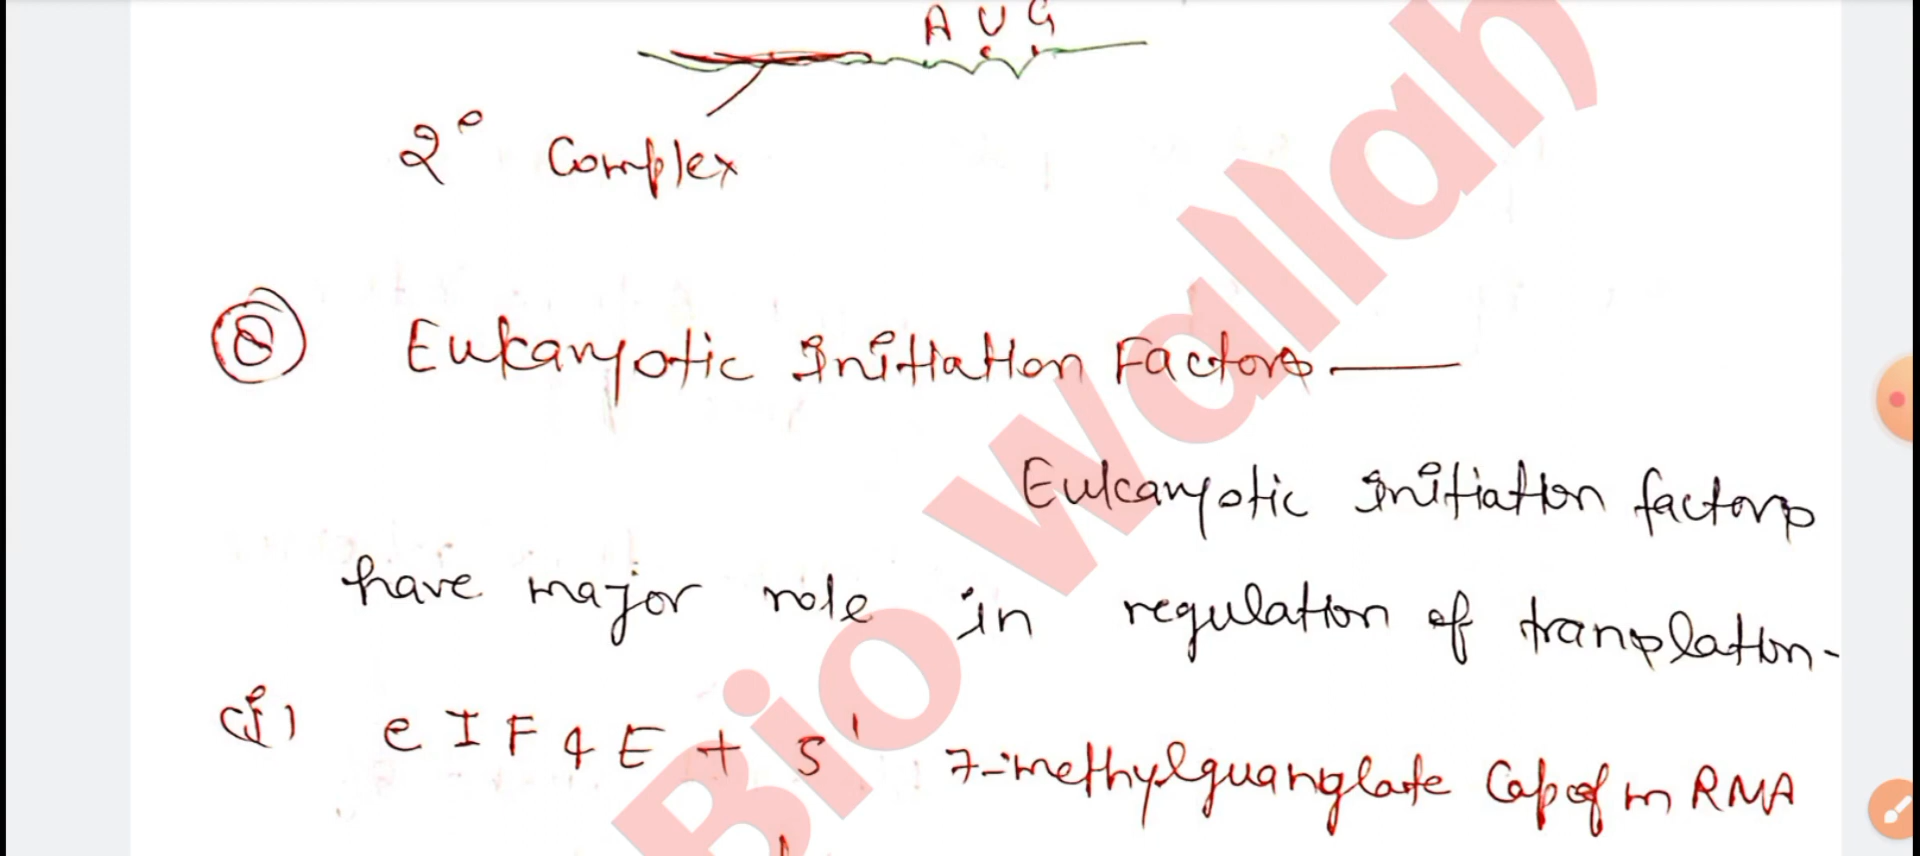 A U G
2° Complex
⑧ Eukaryotic Initiation Factors —
Eukaryotic initiation factors
have major role in regulation of translation-
(i) eIF4E + 5' 7-methylguanylate Cap of mRNA
Bio Wallah